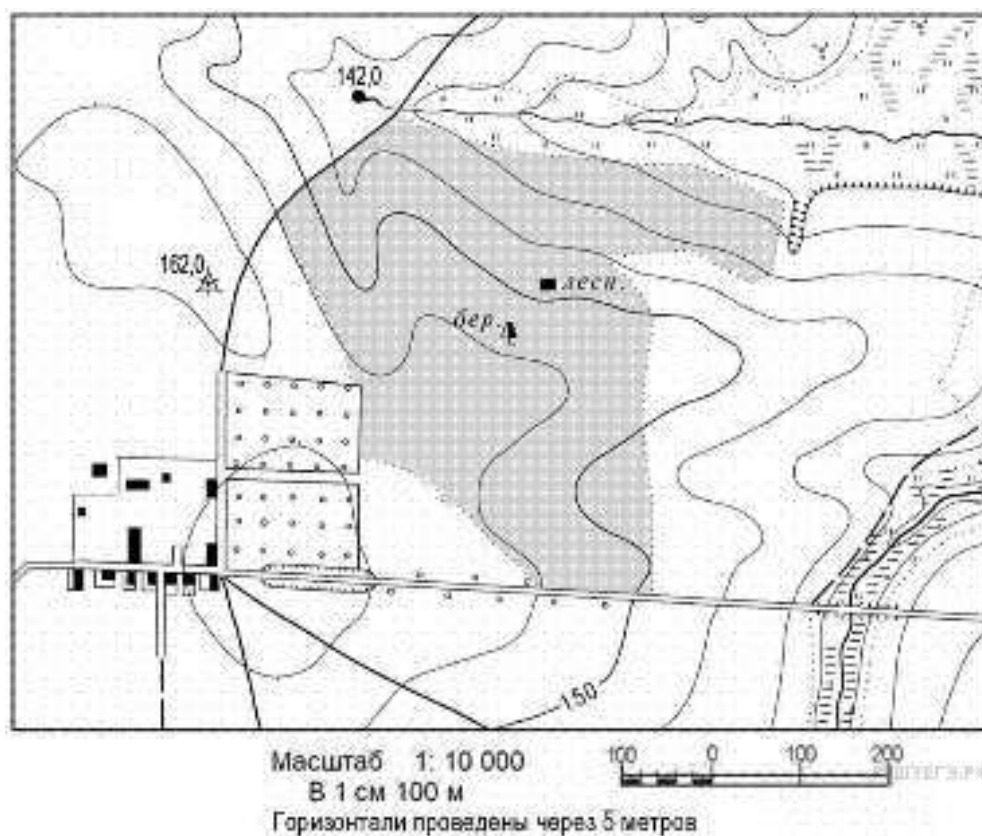 142,0
162,0
лесн.
бер.
150
Масштаб 1: 10 000
В 1 см 100 м
100 0 100 200
Горизонтали проведены через 5 метров